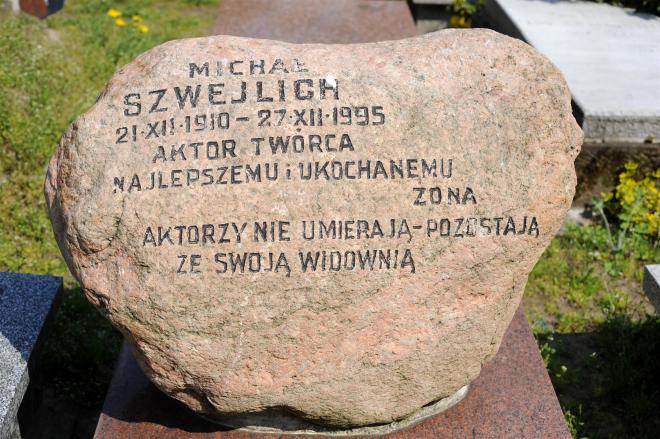 MICHAŁ
SZWEJLICH
21·XII·1910 – 27·XII·1995
AKTOR TWÓRCA
NAJLEPSZEMU i UKOCHANEMU
ŻONA
AKTORZY NIE UMIERAJĄ – POZOSTAJĄ
ZE SWOJĄ WIDOWNIĄ